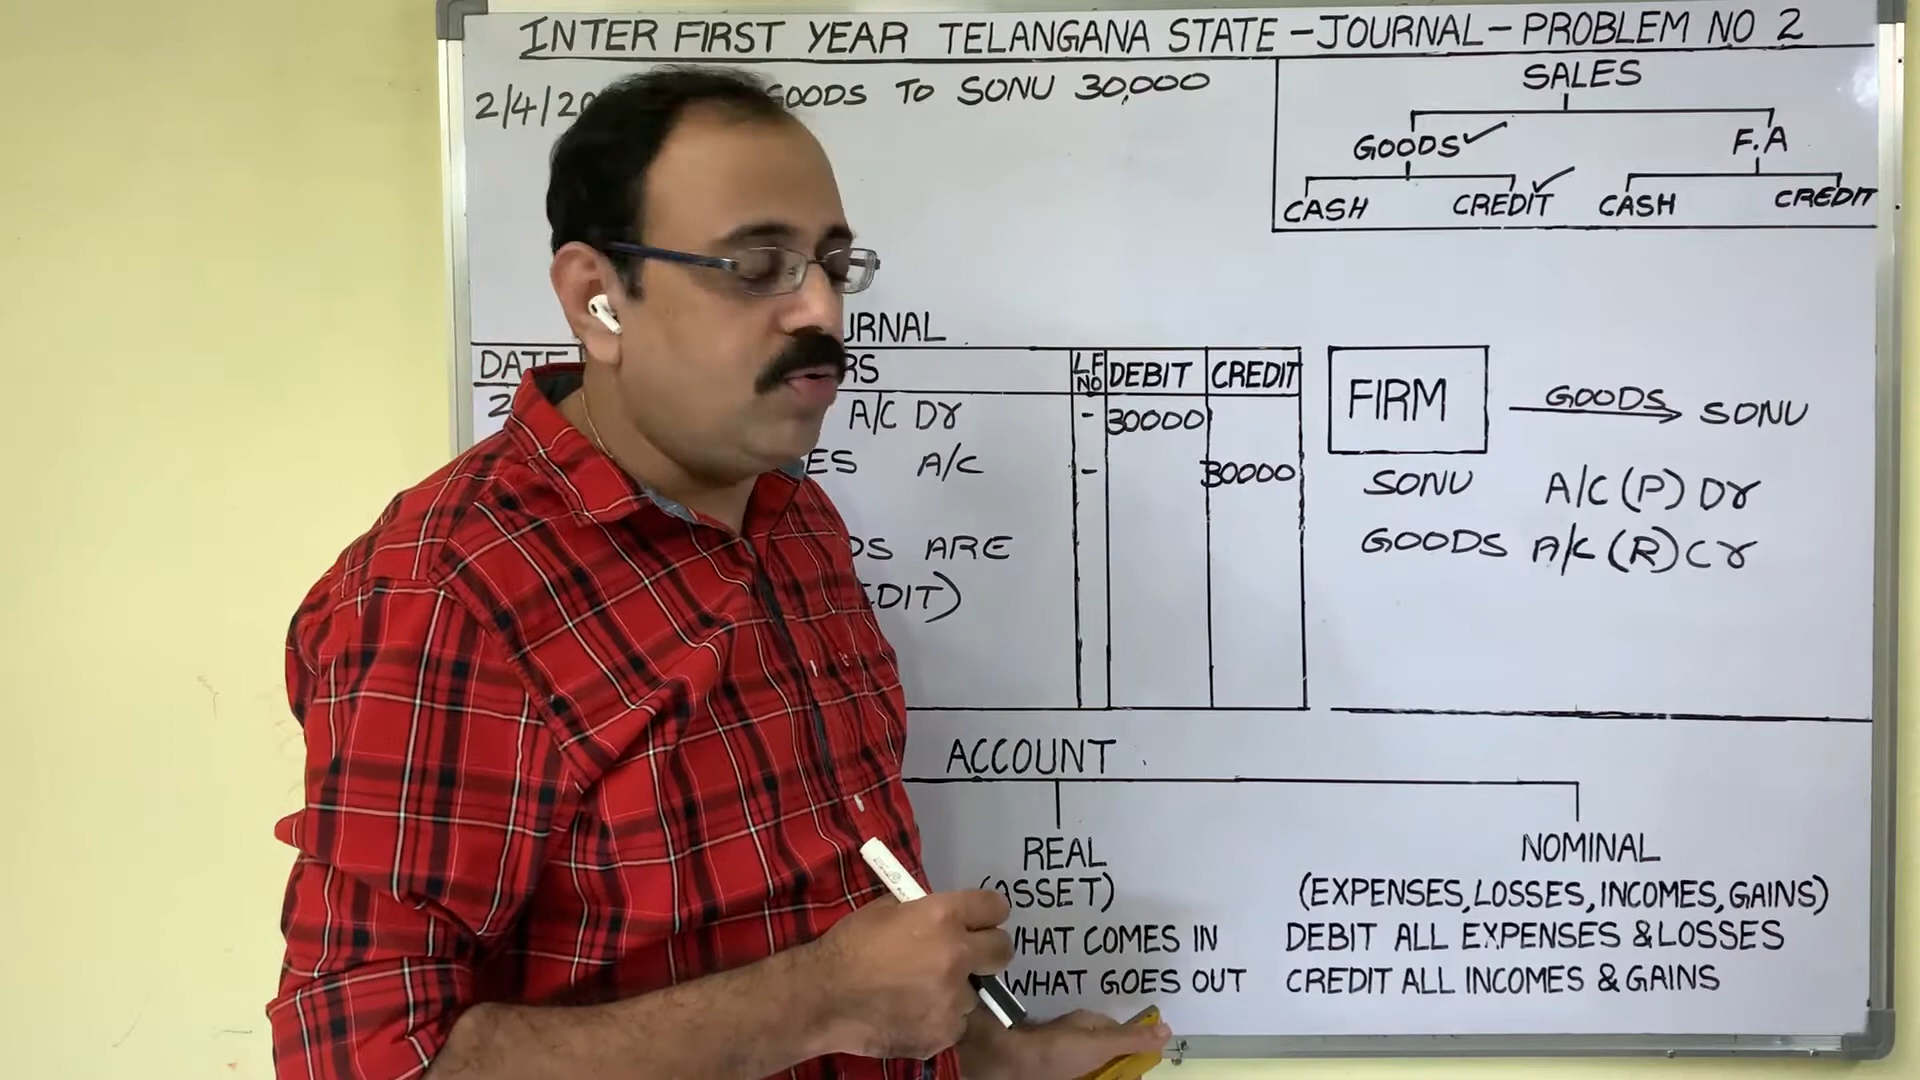 INTER FIRST YEAR TELANGANA STATE - JOURNAL - PROBLEM NO 2
2/4/20 GOODS TO SONU 30,000
SALES
GOODS✓ F.A
CASH CREDIT✓ CASH CREDIT
URNAL
DATE RS LF NO DEBIT CREDIT
2 A/C Dr - 30000
ES A/C - 30000
DS ARE
EDIT)
FIRM GOODS SONU
SONU A/C (P) Dr
GOODS A/C (R) Cr
ACCOUNT
REAL
(ASSET)
WHAT COMES IN
WHAT GOES OUT
NOMINAL
(EXPENSES, LOSSES, INCOMES, GAINS)
DEBIT ALL EXPENSES & LOSSES
CREDIT ALL INCOMES & GAINS